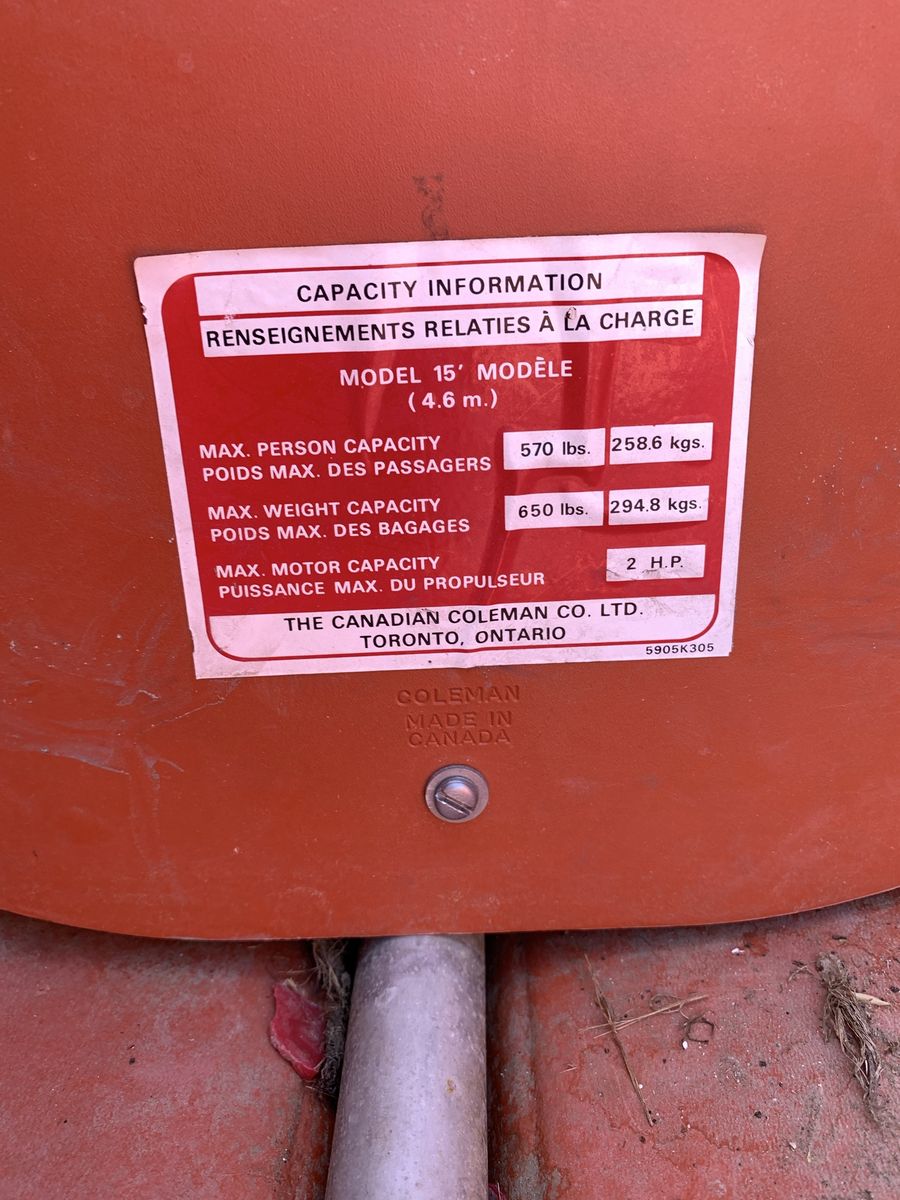 CAPACITY INFORMATION
RENSEIGNEMENTS RELATIES À LA CHARGE
MODEL 15' MODÈLE
(4.6 m.)
MAX. PERSON CAPACITY
POIDS MAX. DES PASSAGERS
570 lbs. 258.6 kgs.
MAX. WEIGHT CAPACITY
POIDS MAX. DES BAGAGES
650 lbs. 294.8 kgs.
MAX. MOTOR CAPACITY
PUISSANCE MAX. DU PROPULSEUR
2 H.P.
THE CANADIAN COLEMAN CO. LTD.
TORONTO, ONTARIO
5905K305
COLEMAN
MADE IN
CANADA